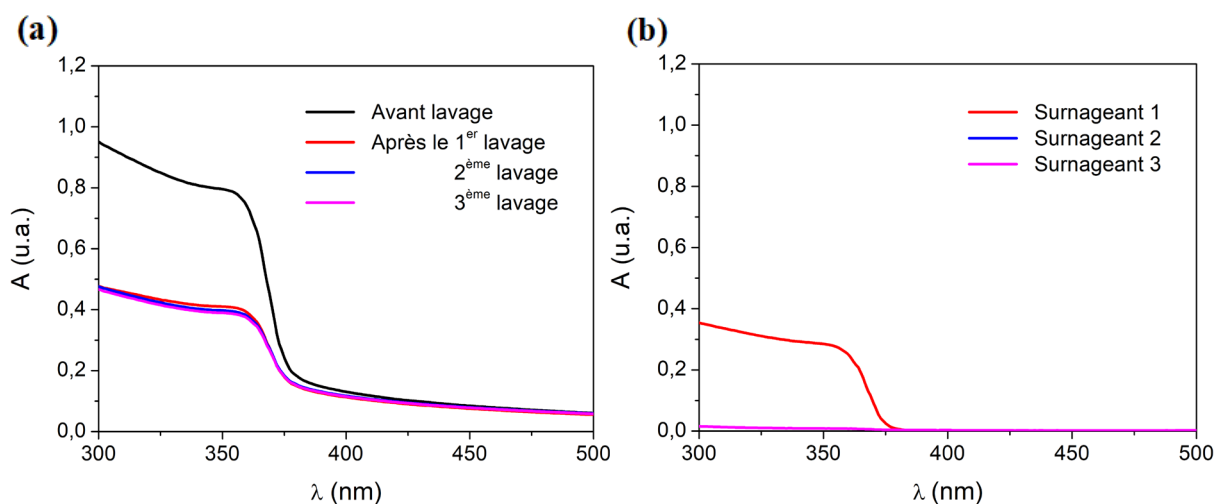 (a)
1,2
1,0
0,8
0,6
0,4
0,2
0,0
A (u.a.)
300 350 400 450 500
λ (nm)
Avant lavage
Après le 1er lavage
2ème lavage
3ème lavage
(b)
1,2
1,0
0,8
0,6
0,4
0,2
0,0
A (u.a.)
300 350 400 450 500
λ (nm)
Surnageant 1
Surnageant 2
Surnageant 3